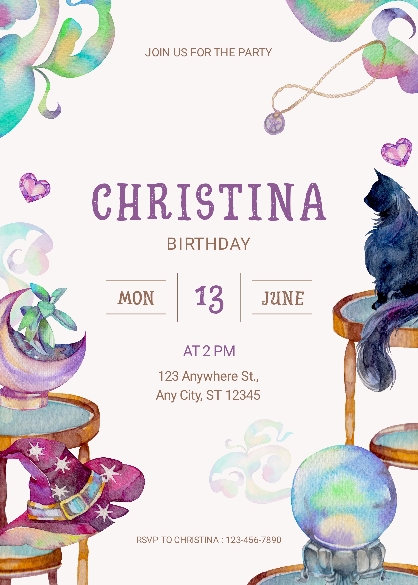 JOIN US FOR THE PARTY
CHRISTINA
BIRTHDAY
MON 13 JUNE
AT 2 PM
123 Anywhere St.,
Any City, ST 12345
RSVP TO CHRISTINA : 123-456-7890